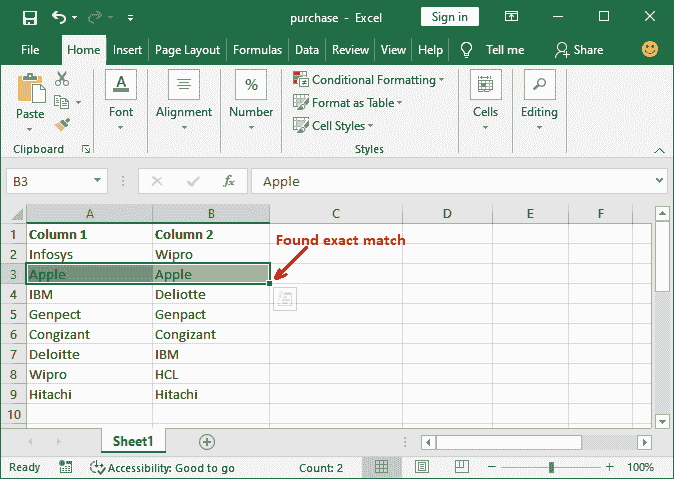 purchase - Excel
Sign in
File Home Insert Page Layout Formulas Data Review View Help Tell me Share
Paste
Clipboard
Font
Alignment
%
Number
Conditional Formatting
Format as Table
Cell Styles
Styles
Cells
Editing
B3 fx Apple
A B C D E F
1 Column 1 Column 2
Found exact match
2 Infosys Wipro
3 Apple Apple
4 IBM Deliotte
5 Genpect Genpact
6 Congizant Congizant
7 Deloitte IBM
8 Wipro HCL
9 Hitachi Hitachi
10
Sheet1
Ready Accessibility: Good to go Count: 2 100%